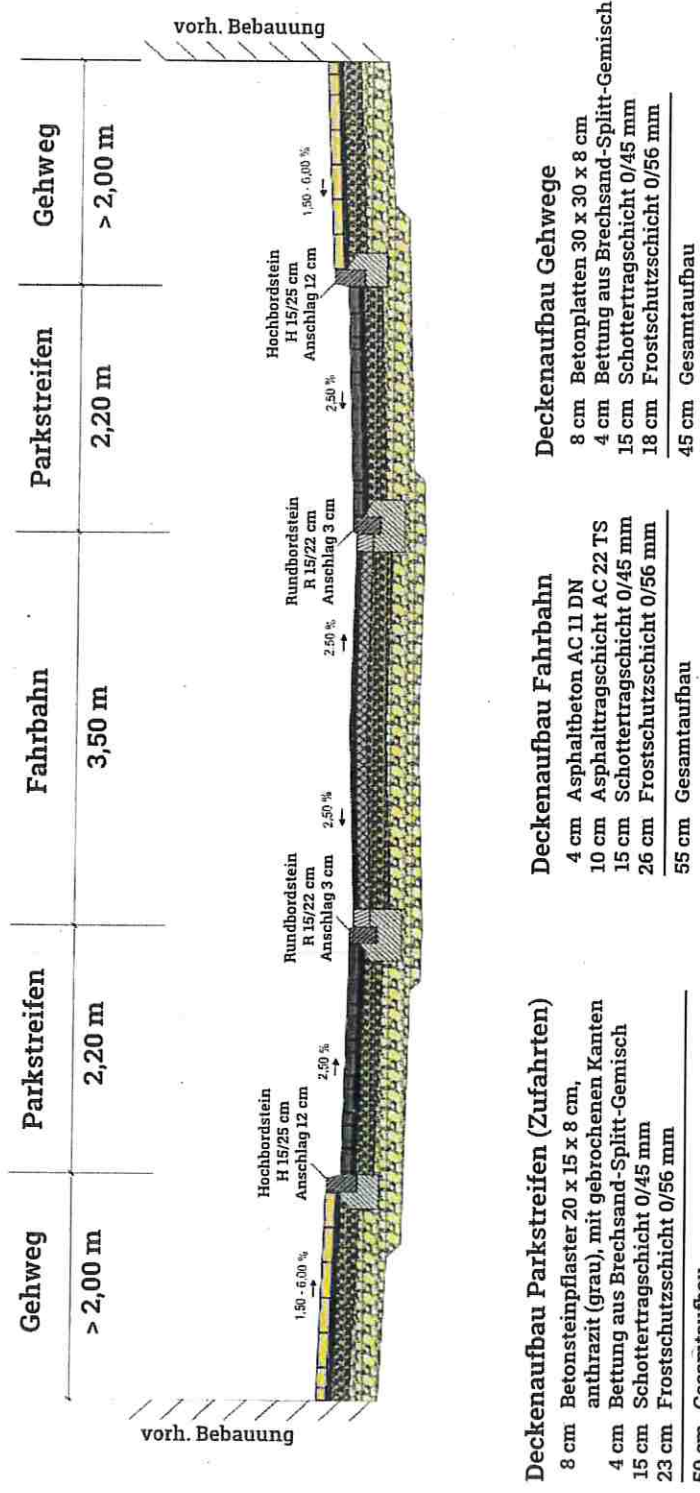 Gehweg Parkstreifen Fahrbahn Parkstreifen Gehweg
> 2,00 m 2,20 m 3,50 m 2,20 m > 2,00 m
vorh. Bebauung
vorh. Bebauung
Hochbordstein
H 15/25 cm
Anschlag 12 cm
Rundbordstein
R 15/22 cm
Anschlag 3 cm
Rundbordstein
R 15/22 cm
Anschlag 3 cm
Hochbordstein
H 15/25 cm
Anschlag 12 cm
1,50 - 6,00 %
2,50 %
2,50 %
2,50 %
2,50 %
1,50 - 6,00 %
Deckenaufbau Parkstreifen (Zufahrten)
8 cm Betonsteinpflaster 20 x 15 x 8 cm,
anthrazit (grau), mit gebrochenen Kanten
4 cm Bettung aus Brechsand-Splitt-Gemisch
15 cm Schottertragschicht 0/45 mm
23 cm Frostschutzschicht 0/56 mm
50 cm Gesamtaufbau
Deckenaufbau Fahrbahn
4 cm Asphaltbeton AC 11 DN
10 cm Asphalttragschicht AC 22 TS
15 cm Schottertragschicht 0/45 mm
26 cm Frostschutzschicht 0/56 mm
55 cm Gesamtaufbau
Deckenaufbau Gehwege
8 cm Betonplatten 30 x 30 x 8 cm
4 cm Bettung aus Brechsand-Splitt-Gemisch
15 cm Schottertragschicht 0/45 mm
18 cm Frostschutzschicht 0/56 mm
45 cm Gesamtaufbau